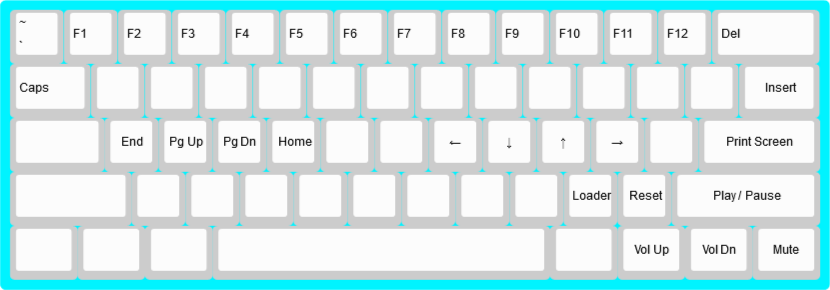 ~
`
F1 F2 F3 F4 F5 F6 F7 F8 F9 F10 F11 F12 Del
Caps Insert
End Pg Up Pg Dn Home ← ↓ ↑ → Print Screen
Loader Reset Play / Pause
Vol Up Vol Dn Mute